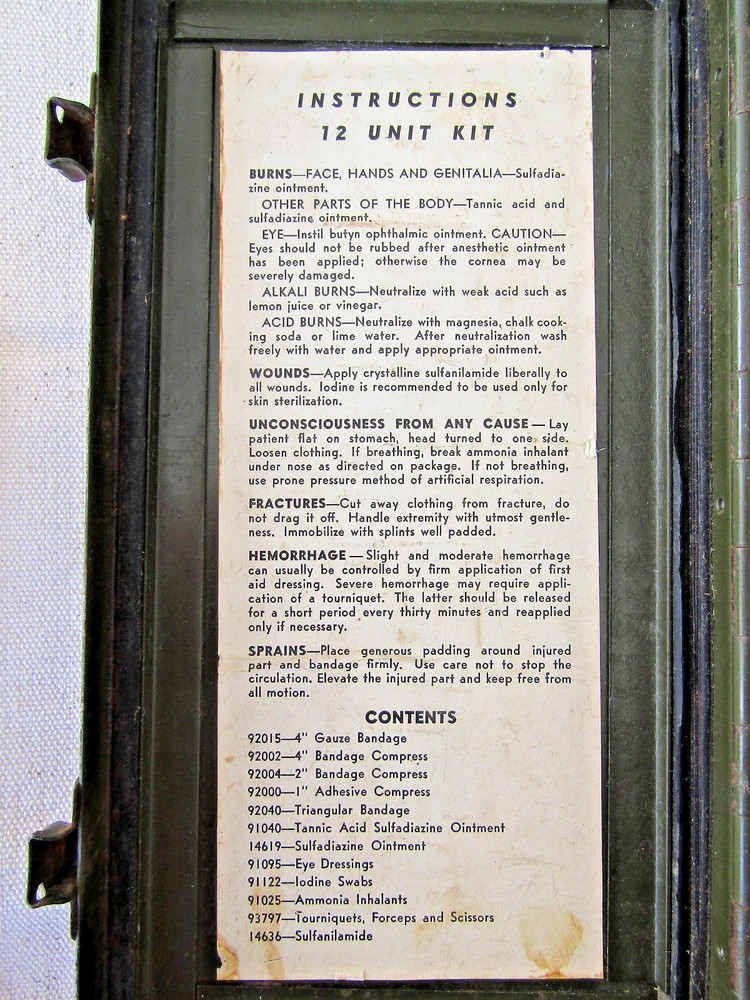 INSTRUCTIONS
12 UNIT KIT
BURNS—FACE, HANDS AND GENITALIA—Sulfadia-
zine ointment.
OTHER PARTS OF THE BODY—Tannic acid and
sulfadiazine ointment.
EYE—Instil butyn ophthalmic ointment. CAUTION—
Eyes should not be rubbed after anesthetic ointment
has been applied; otherwise the cornea may be
severely damaged.
ALKALI BURNS—Neutralize with weak acid such as
lemon juice or vinegar.
ACID BURNS—Neutralize with magnesia, chalk cook-
ing soda or lime water. After neutralization wash
freely with water and apply appropriate ointment.
WOUNDS—Apply crystalline sulfanilamide liberally to
all wounds. Iodine is recommended to be used only for
skin sterilization.
UNCONSCIOUSNESS FROM ANY CAUSE—Lay
patient flat on stomach, head turned to one side.
Loosen clothing. If breathing, break ammonia inhalant
under nose as directed on package. If not breathing,
use prone pressure method of artificial respiration.
FRACTURES—Cut away clothing from fracture, do
not drag it off. Handle extremity with utmost gentle-
ness. Immobilize with splints well padded.
HEMORRHAGE—Slight and moderate hemorrhage
can usually be controlled by firm application of first
aid dressing. Severe hemorrhage may require appli-
cation of a tourniquet. The latter should be released
for a short period every thirty minutes and reapplied
only if necessary.
SPRAINS—Place generous padding around injured
part and bandage firmly. Use care not to stop the
circulation. Elevate the injured part and keep free from
all motion.
CONTENTS
92015—4" Gauze Bandage
92002—4" Bandage Compress
92004—2" Bandage Compress
92000—1" Adhesive Compress
92040—Triangular Bandage
91040—Tannic Acid Sulfadiazine Ointment
14619—Sulfadiazine Ointment
91095—Eye Dressings
91122—Iodine Swabs
91025—Ammonia Inhalants
93797—Tourniquets, Forceps and Scissors
14636—Sulfanilamide